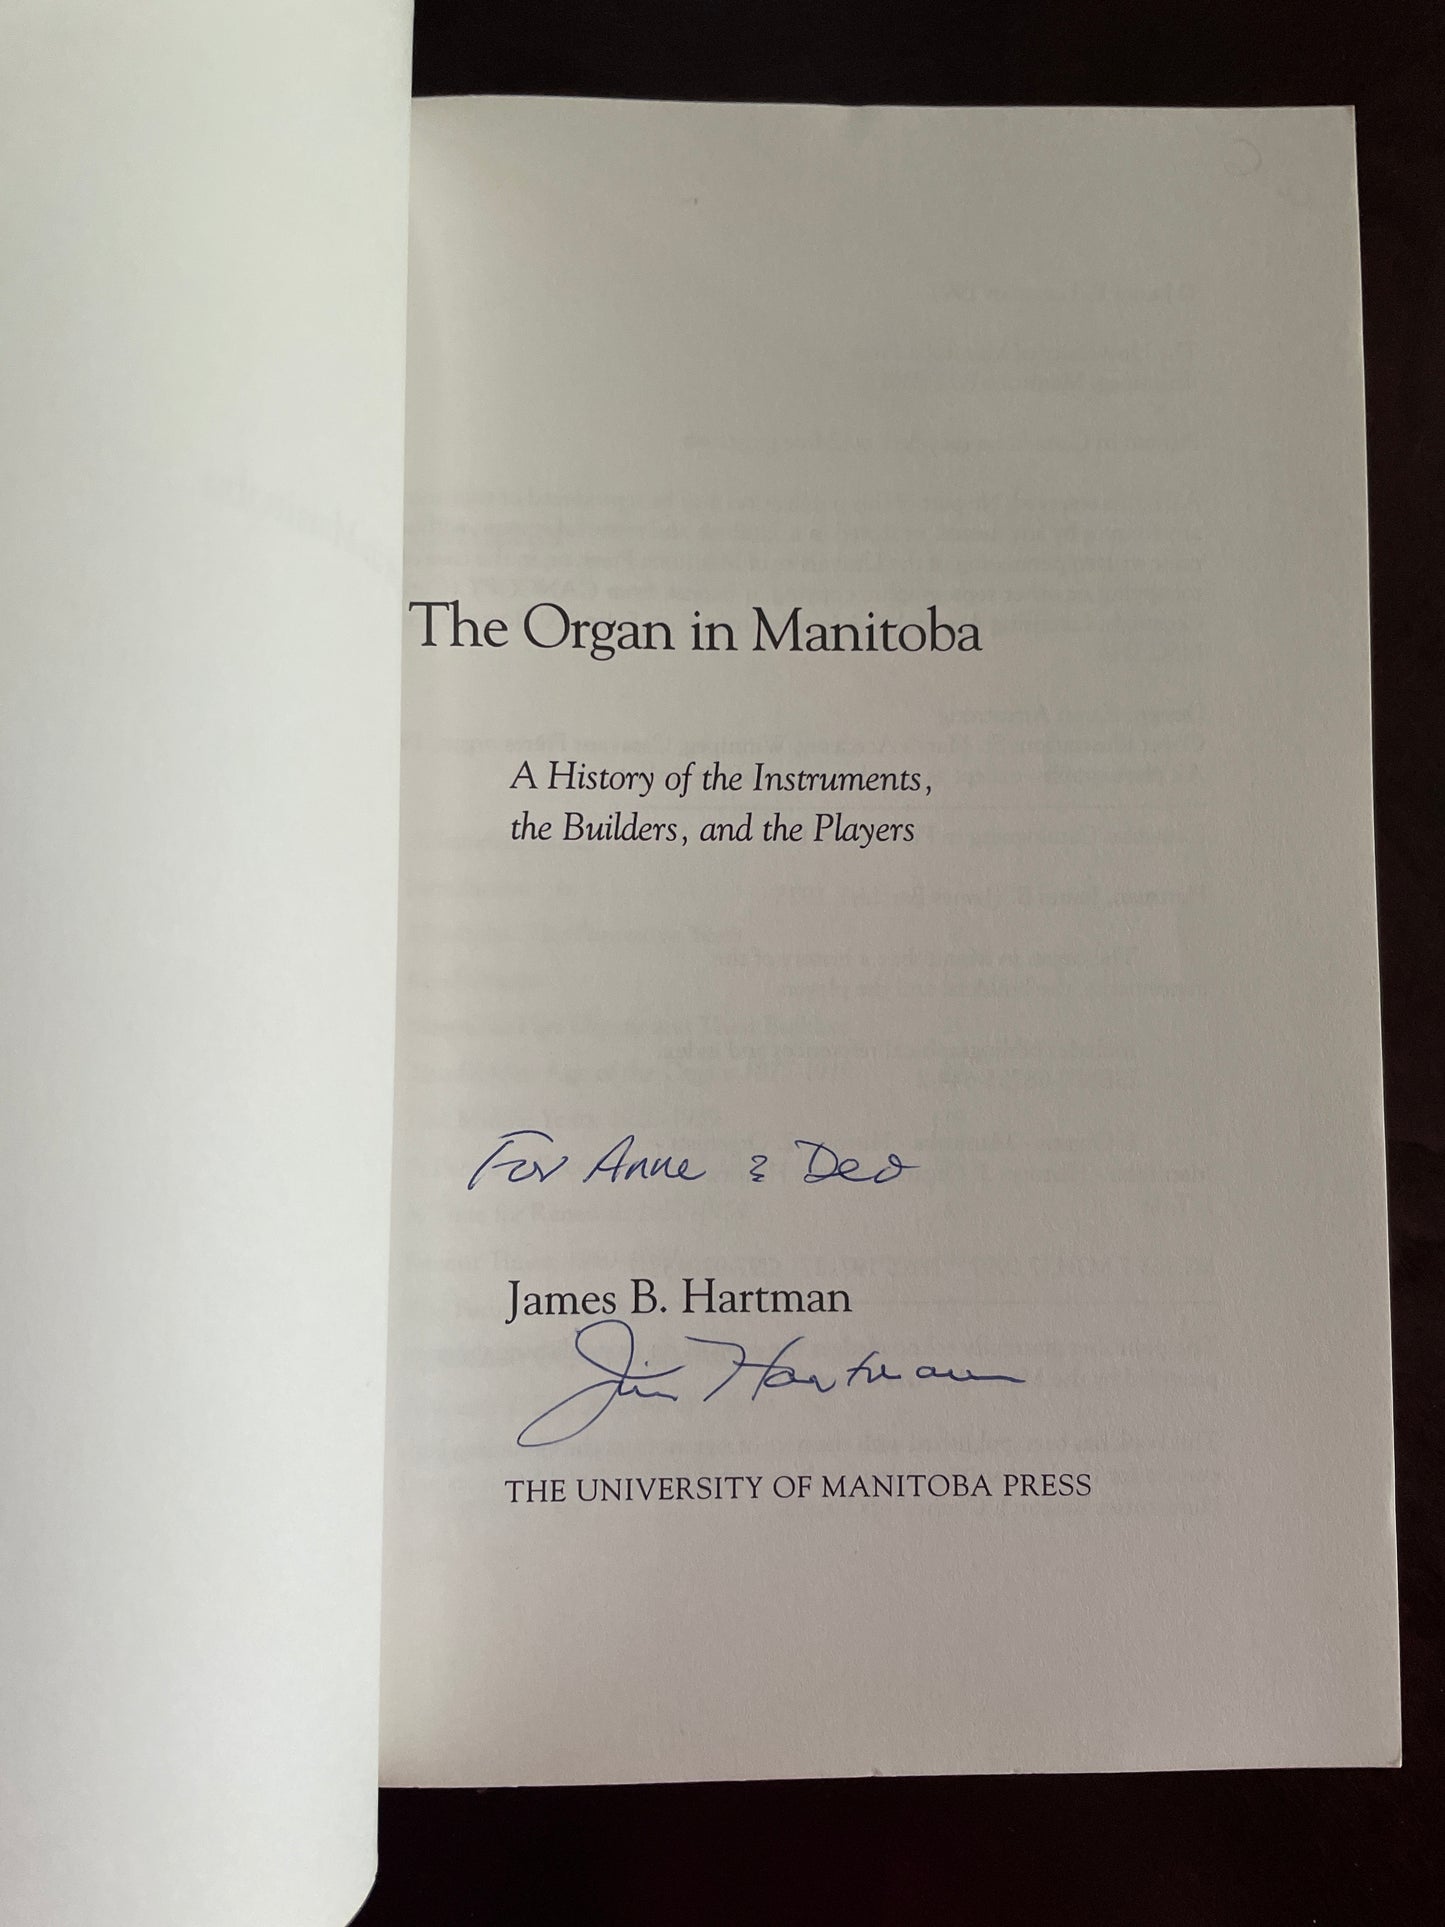 The Organ in Manitoba
A History of the Instruments,
the Builders, and the Players
For Anne & Deo
James B. Hartman
Jim Hartman
THE UNIVERSITY OF MANITOBA PRESS